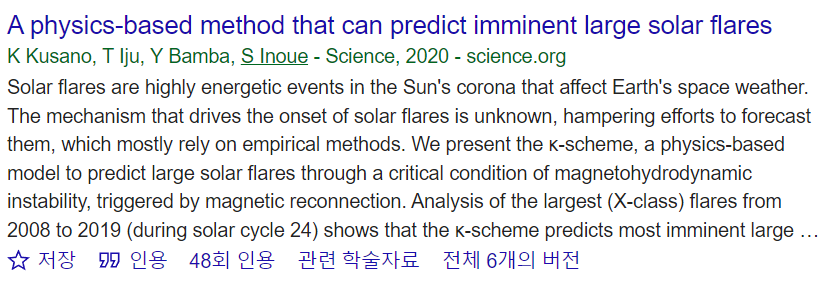 A physics-based method that can predict imminent large solar flares
K Kusano, T Iju, Y Bamba, S Inoue - Science, 2020 - science.org
Solar flares are highly energetic events in the Sun's corona that affect Earth's space weather.
The mechanism that drives the onset of solar flares is unknown, hampering efforts to forecast
them, which mostly rely on empirical methods. We present the κ-scheme, a physics-based
model to predict large solar flares through a critical condition of magnetohydrodynamic
instability, triggered by magnetic reconnection. Analysis of the largest (X-class) flares from
2008 to 2019 (during solar cycle 24) shows that the κ-scheme predicts most imminent large …
저장 인용 48회 인용 관련 학술자료 전체 6개의 버전